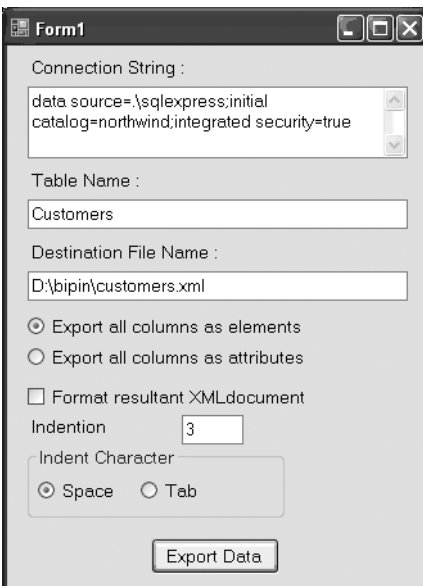 Form1
Connection String :
data source=.\sqlexpress;initial
catalog=northwind;integrated security=true
Table Name :
Customers
Destination File Name :
D:\bipin\customers.xml
Export all columns as elements
Export all columns as attributes
Format resultant XMLdocument
Indention 3
Indent Character
Space Tab
Export Data